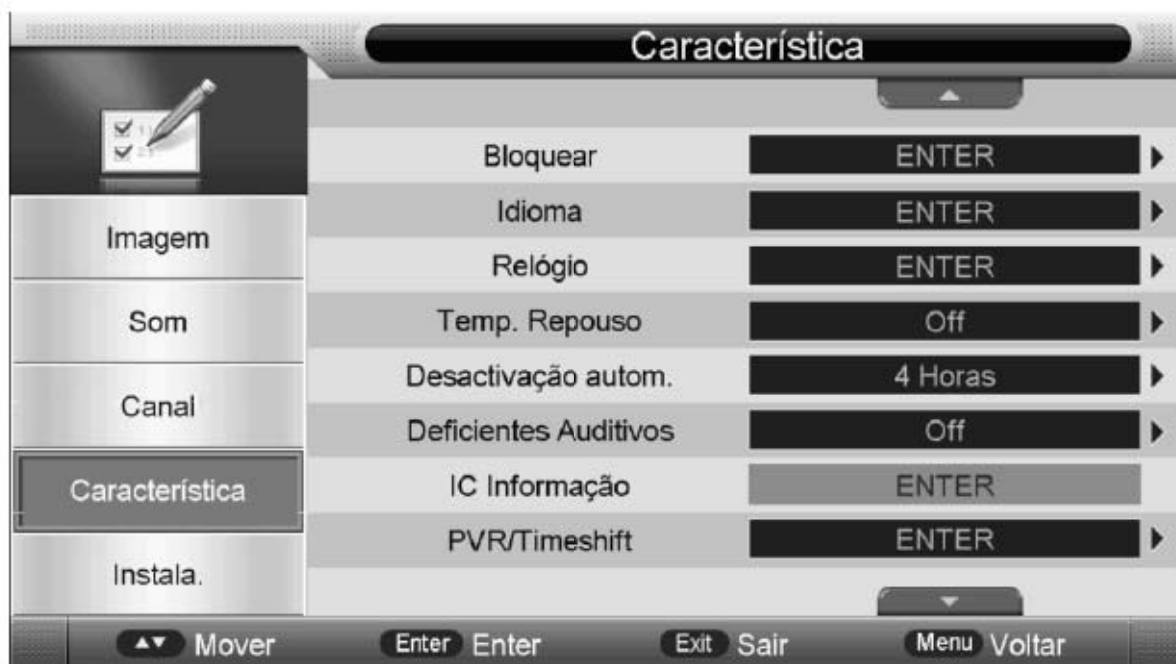 Característica
Bloquear ENTER
Idioma ENTER
Relógio ENTER
Temp. Repouso Off
Desactivação autom. 4 Horas
Deficientes Auditivos Off
IC Informação ENTER
PVR/Timeshift ENTER
Imagem
Som
Canal
Característica
Instala.
Mover Enter Enter Exit Sair Menu Voltar